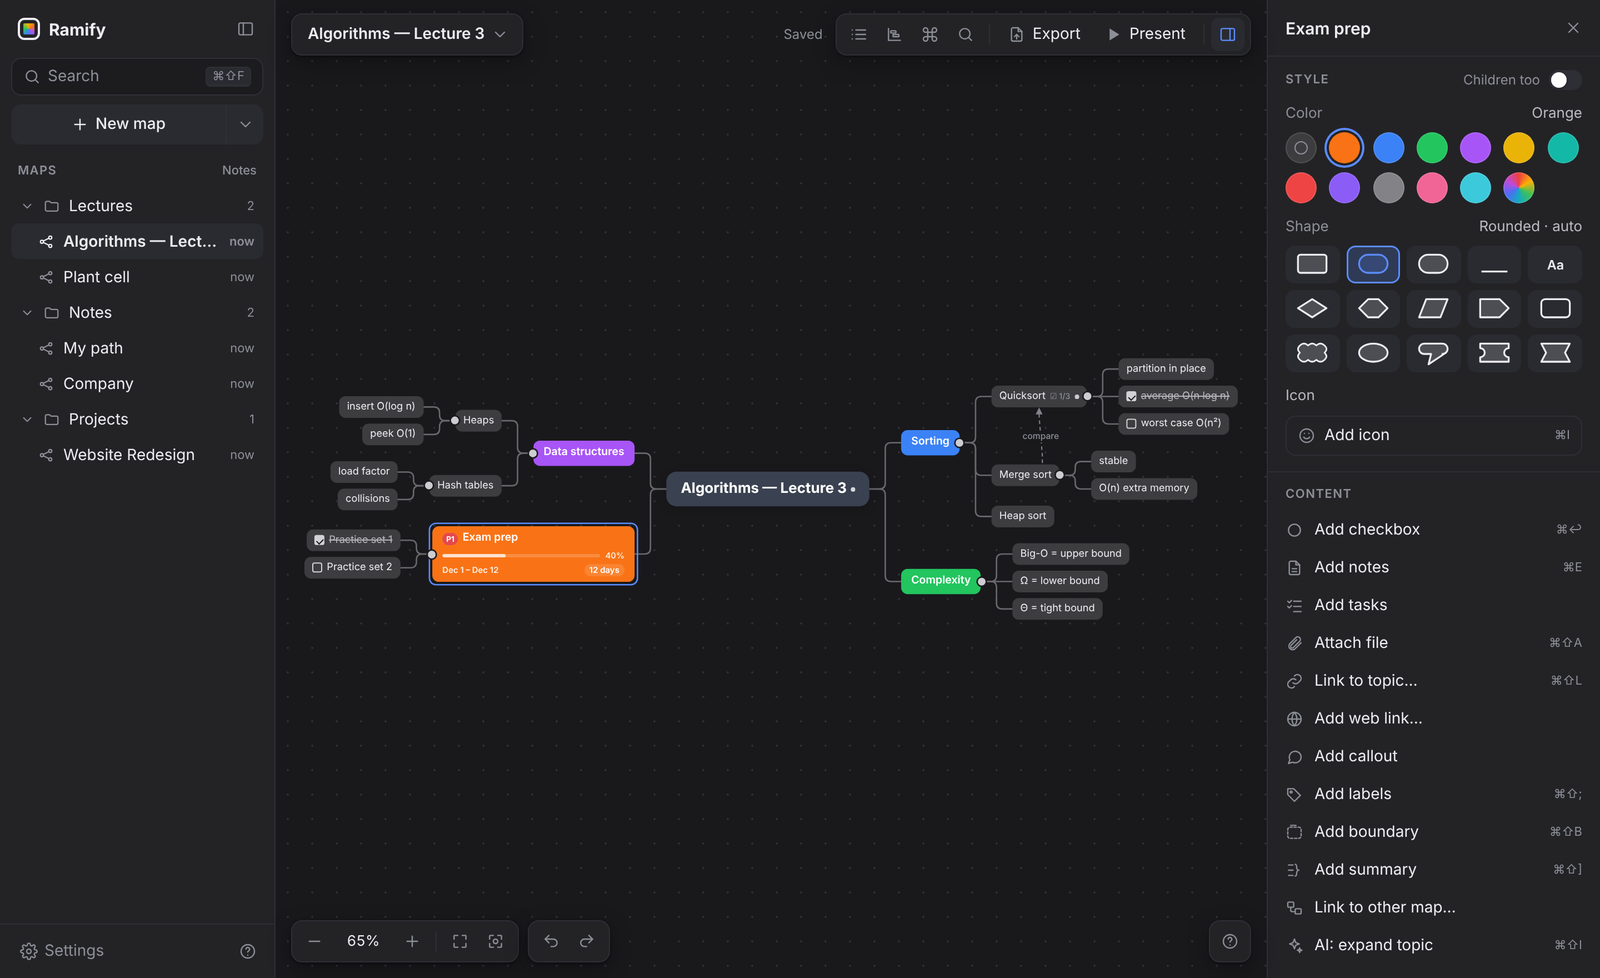 Ramify
Search ⌘⇧F
+ New map
MAPS Notes
Lectures 2
Algorithms — Lect... now
Plant cell now
Notes 2
My path now
Company now
Projects 1
Website Redesign now
Settings
Algorithms — Lecture 3
Saved
Export
Present
insert O(log n)
peek O(1)
Heaps
load factor
collisions
Hash tables
Data structures
Practice set 1
Practice set 2
P1 Exam prep
40%
Dec 1 – Dec 12 12 days
Algorithms — Lecture 3
Sorting
Quicksort 1/3
partition in place
average O(n log n)
worst case O(n²)
compare
Merge sort
stable
O(n) extra memory
Heap sort
Complexity
Big-O = upper bound
Ω = lower bound
Θ = tight bound
65%
Exam prep
STYLE Children too
Color Orange
Shape Rounded · auto
Aa
Icon
Add icon ⌘I
CONTENT
Add checkbox ⌘↩
Add notes ⌘E
Add tasks
Attach file ⌘⇧A
Link to topic... ⌘⇧L
Add web link...
Add callout
Add labels ⌘⇧;
Add boundary ⌘⇧B
Add summary ⌘⇧]
Link to other map...
AI: expand topic ⌘⇧I